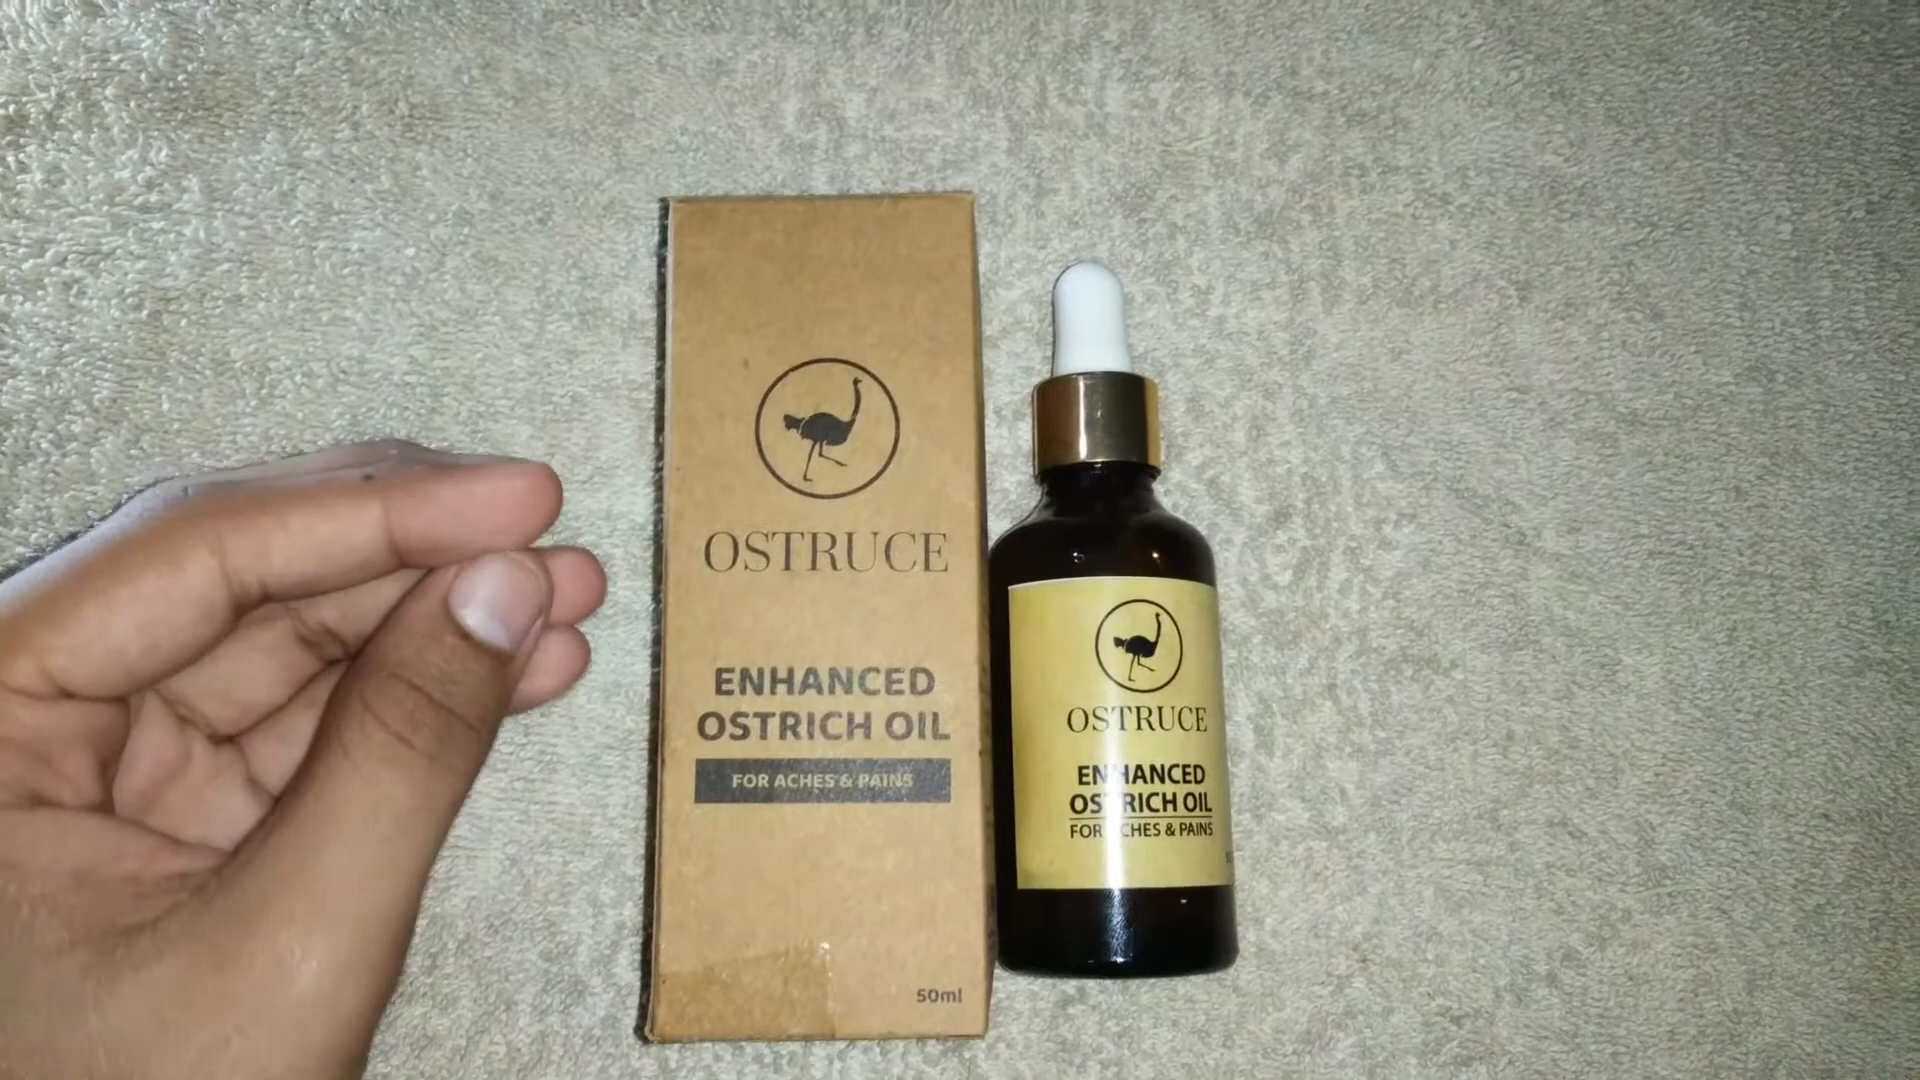 OSTRUCE
ENHANCED
OSTRICH OIL
FOR ACHES & PAINS
50ml
OSTRUCE
ENHANCED
OSTRICH OIL
FOR ACHES & PAINS